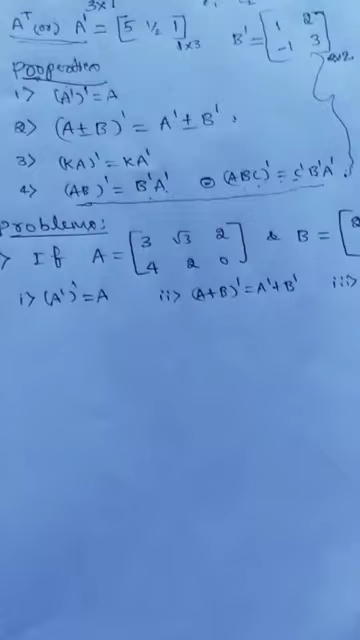 3×1
Aᵀ (or) A' = [5 ½ 1]1×3 B' = [1 2 -1 3]2×2
Properties
1> (A')' = A
2> (A±B)' = A' ± B'.
3> (KA)' = KA'
4> (AB)' = B'A' (ABC)' = C'B'A'.
Problems:
> If A = [3 √3 2 4 2 0] & B = [2
i> (A')' = A ii> (A+B)' = A'+B' iii>